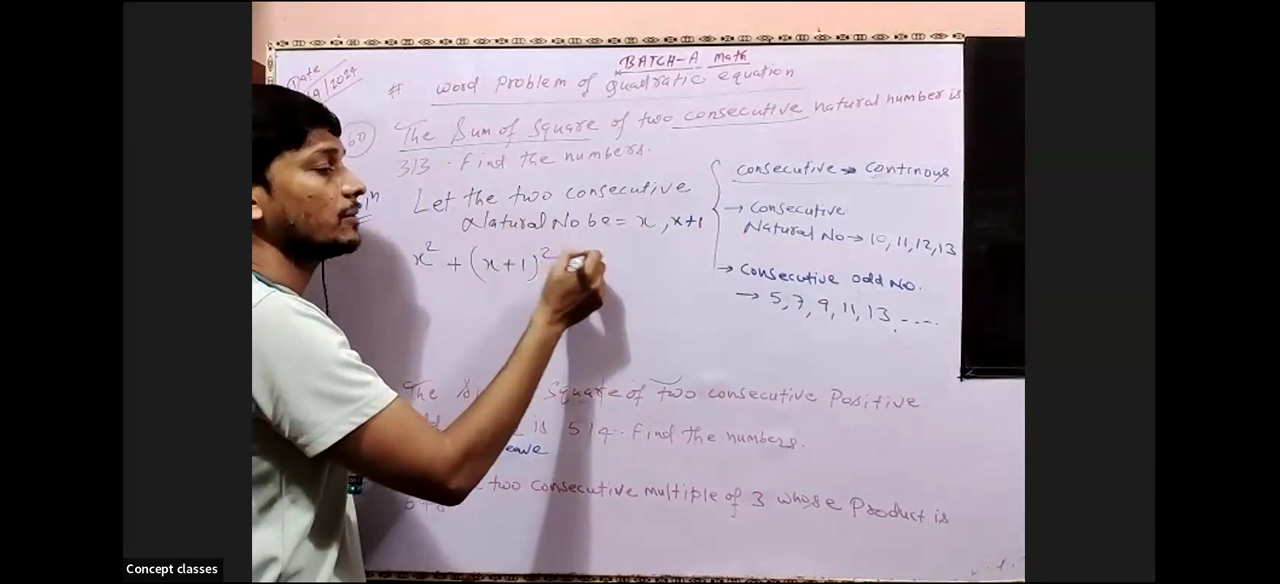 BATCH-A math
Date
/9/2024
# word problem of quadratic equation
The Sum of square of two consecutive natural number is
313. Find the numbers.
Let the two consecutive
Natural No be = x, x+1
x² + (x+1)²
consecutive → continous
→ Consecutive
Natural No → 10, 11, 12, 13
→ Consecutive odd No.
→ 5, 7, 9, 11, 13 ----
The square of two consecutive Positive
is 514. Find the numbers.
two consecutive multiple of 3 whose Product is
Concept classes